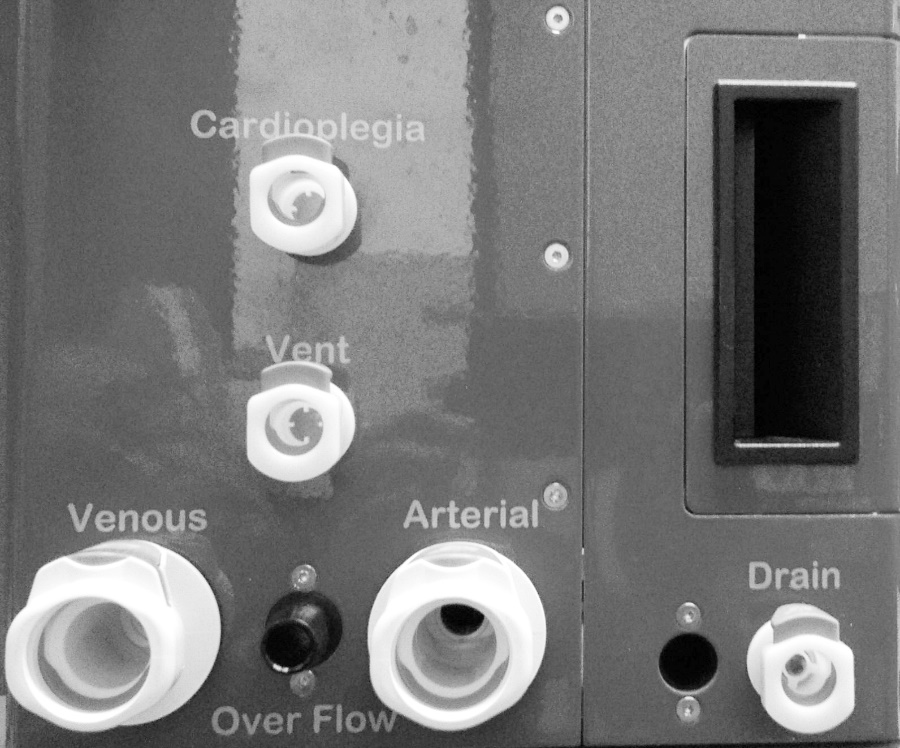 Cardioplegia
Vent
Venous
Arterial
Drain
Over Flow